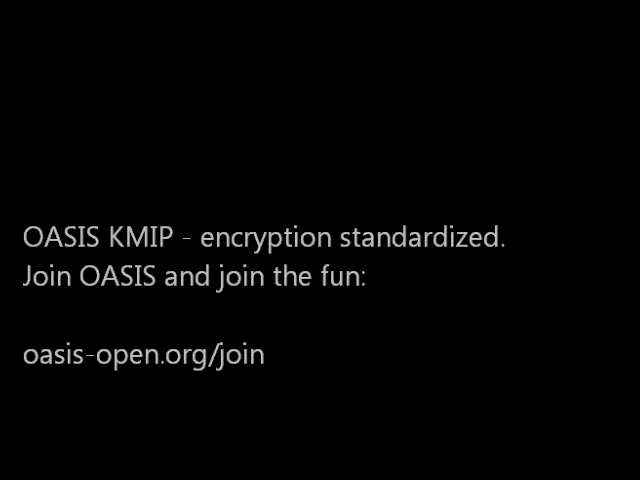 OASIS KMIP - encryption standardized.
Join OASIS and join the fun:
oasis-open.org/join